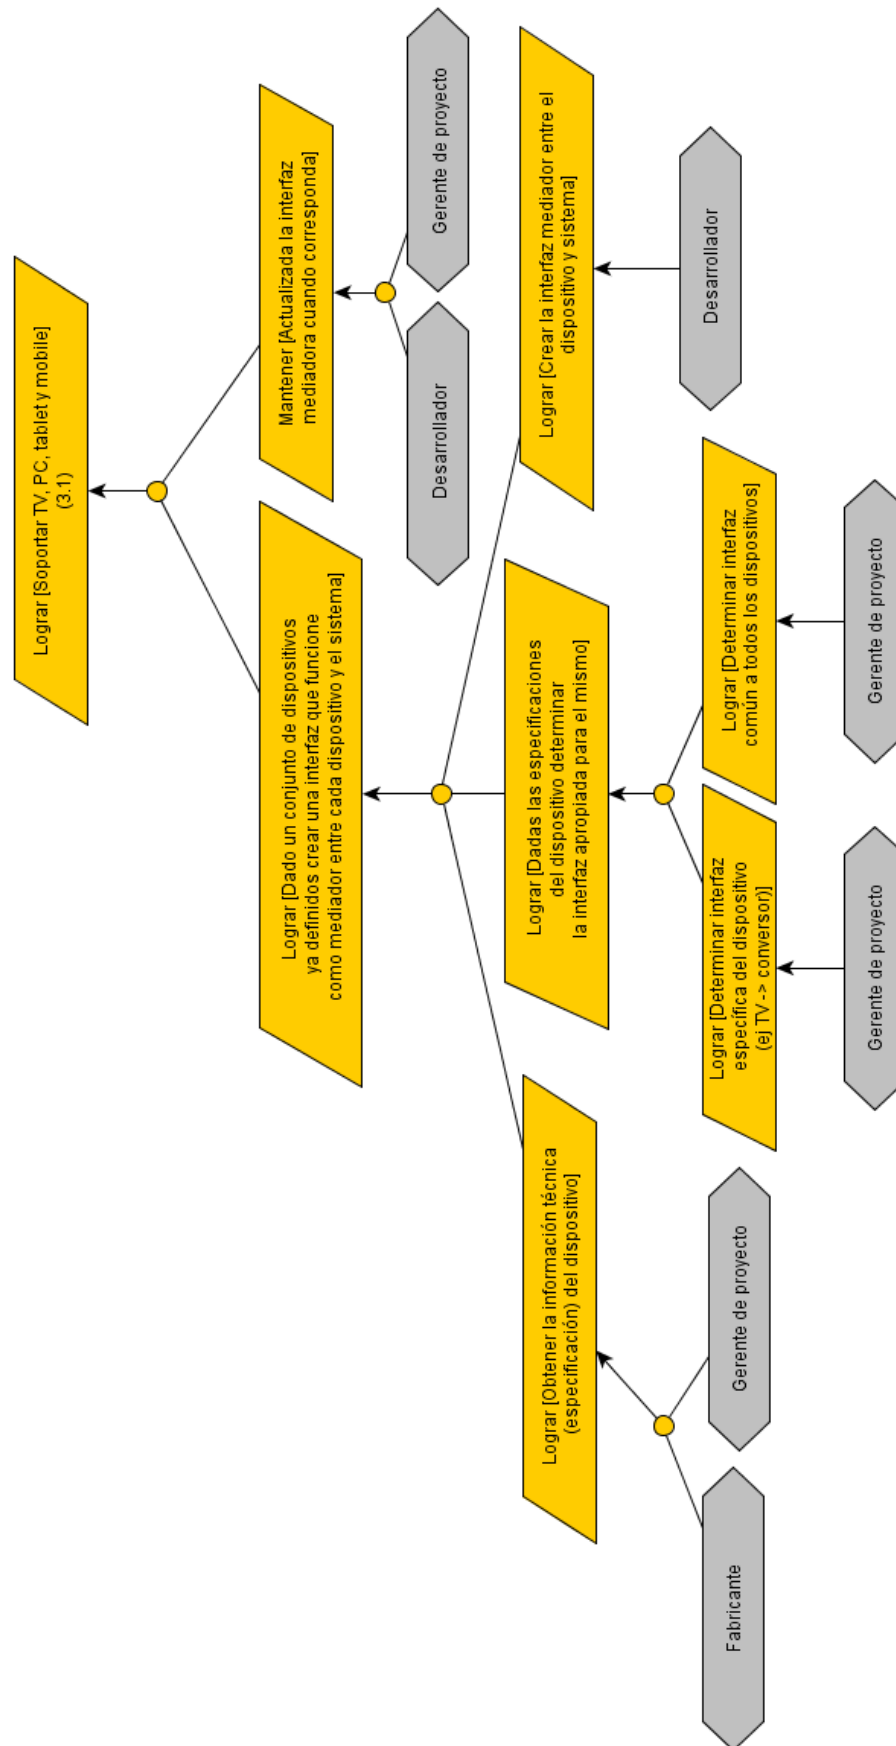 Lograr [Soportar TV, PC, tablet y mobile]
(3.1)
Lograr [Dado un conjunto de dispositivos
ya definidos crear una interfaz que funcione
como mediador entre cada dispositivo y el sistema]
Mantener [Actualizada la interfaz
mediadora cuando corresponda]
Desarrollador
Gerente de proyecto
Lograr [Obtener la información técnica
(especificación) del dispositivo]
Lograr [Dadas las especificaciones
del dispositivo determinar
la interfaz apropiada para el mismo]
Lograr [Crear la interfaz mediador entre el
dispositivo y sistema]
Fabricante
Gerente de proyecto
Lograr [Determinar interfaz
específica del dispositivo
(ej TV -> conversor)]
Lograr [Determinar interfaz
común a todos los dispositivos]
Desarrollador
Gerente de proyecto
Gerente de proyecto